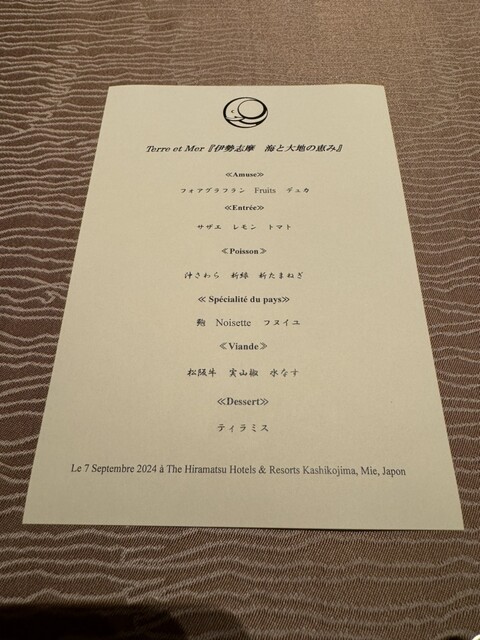 Terre et Mer『伊勢志摩　海と大地の恵み』
≪Amuse≫
フォアグラフラン　Fruits　デュカ
≪Entrée≫
サザエ　レモン　トマト
≪Poisson≫
沖さわら　新緑　新たまねぎ
≪Spécialité du pays≫
鮑　Noisette　フヌイユ
≪Viande≫
松阪牛　実山椒　水なす
≪Dessert≫
ティラミス
Le 7 Septembre 2024 à The Hiramatsu Hotels & Resorts Kashikojima, Mie, Japon